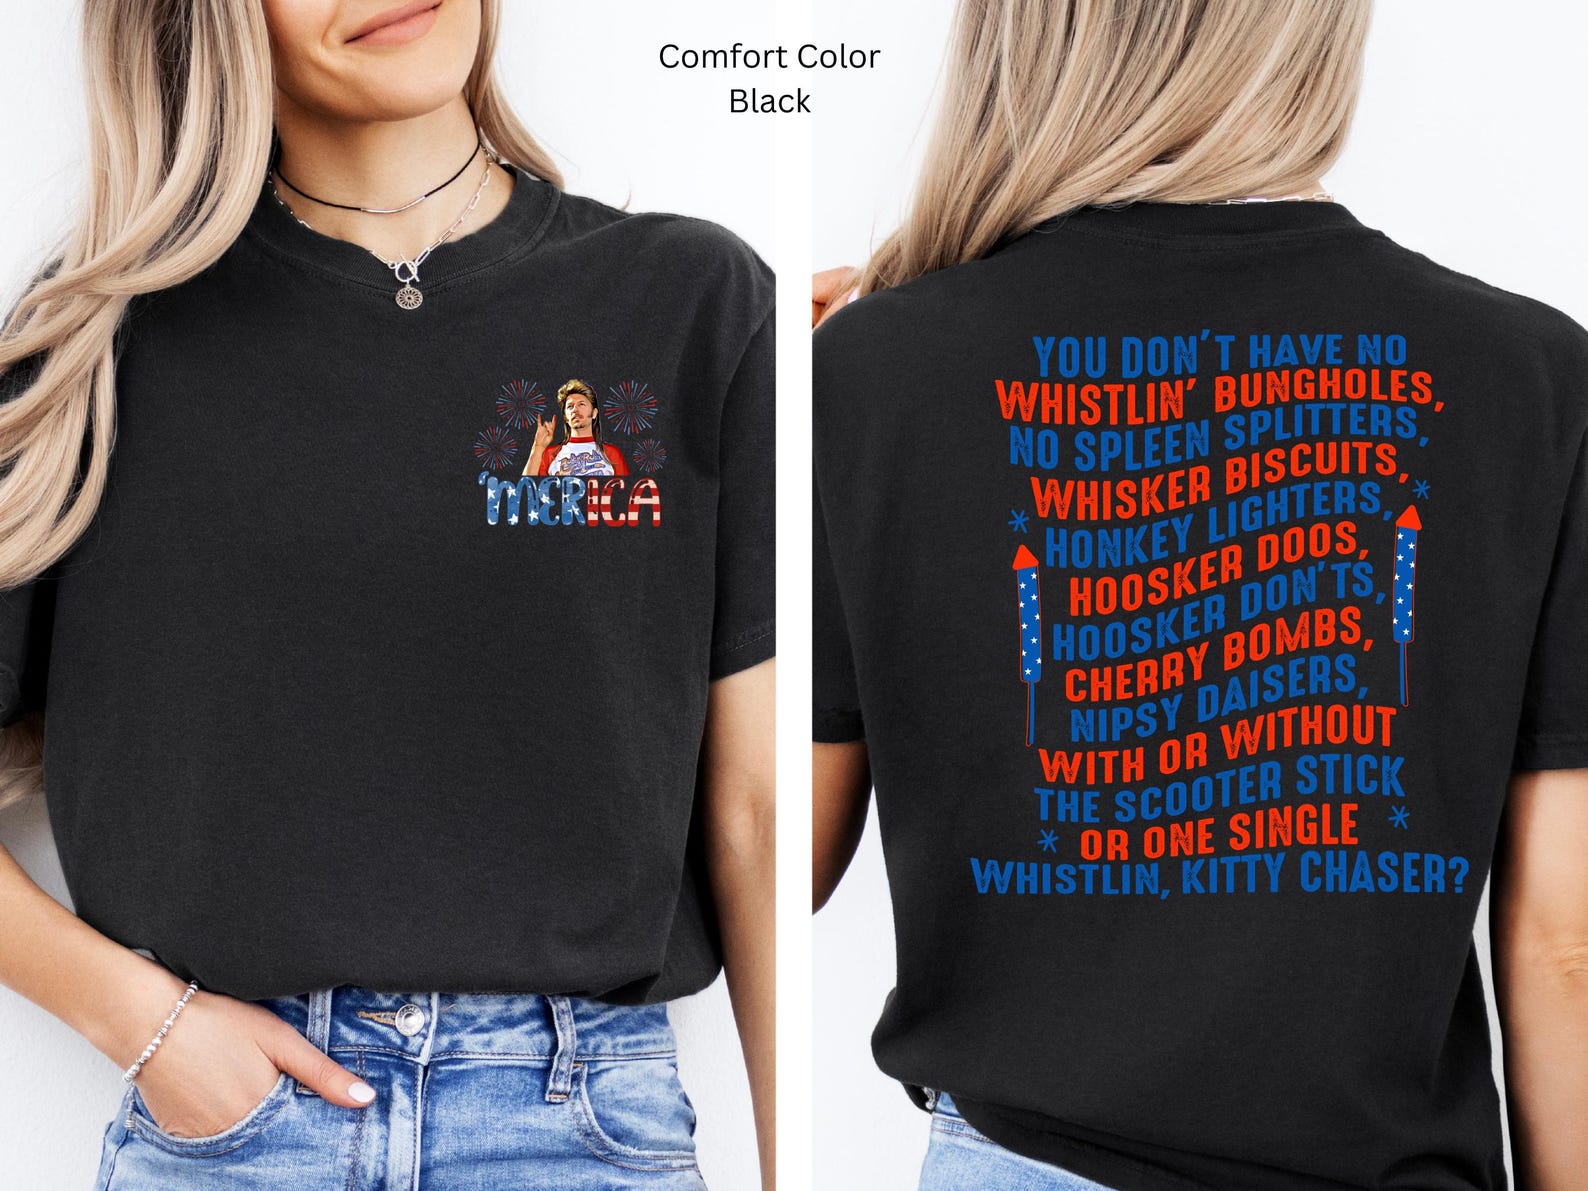 Comfort Color
Black
'MERICA
YOU DON'T HAVE NO
WHISTLIN' BUNGHOLES,
NO SPLEEN SPLITTERS,
WHISKER BISCUITS,
HONKEY LIGHTERS,
HOOSKER DOOS,
HOOSKER DON'TS,
CHERRY BOMBS,
NIPSY DAISERS,
WITH OR WITHOUT
THE SCOOTER STICK
OR ONE SINGLE
WHISTLIN, KITTY CHASER?